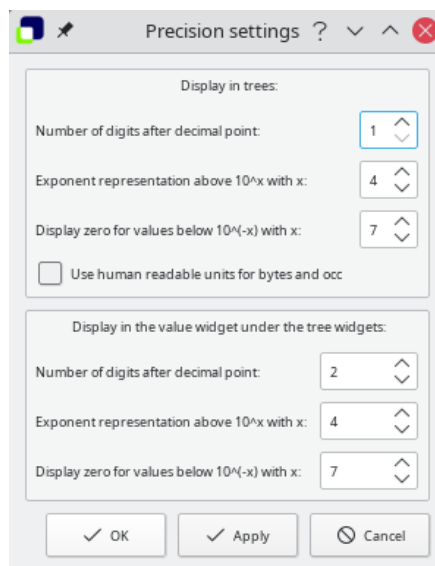 Precision settings ?
Display in trees:
Number of digits after decimal point: 1
Exponent representation above 10^x with x: 4
Display zero for values below 10^(-x) with x: 7
Use human readable units for bytes and occ
Display in the value widget under the tree widgets:
Number of digits after decimal point: 2
Exponent representation above 10^x with x: 4
Display zero for values below 10^(-x) with x: 7
OK Apply Cancel